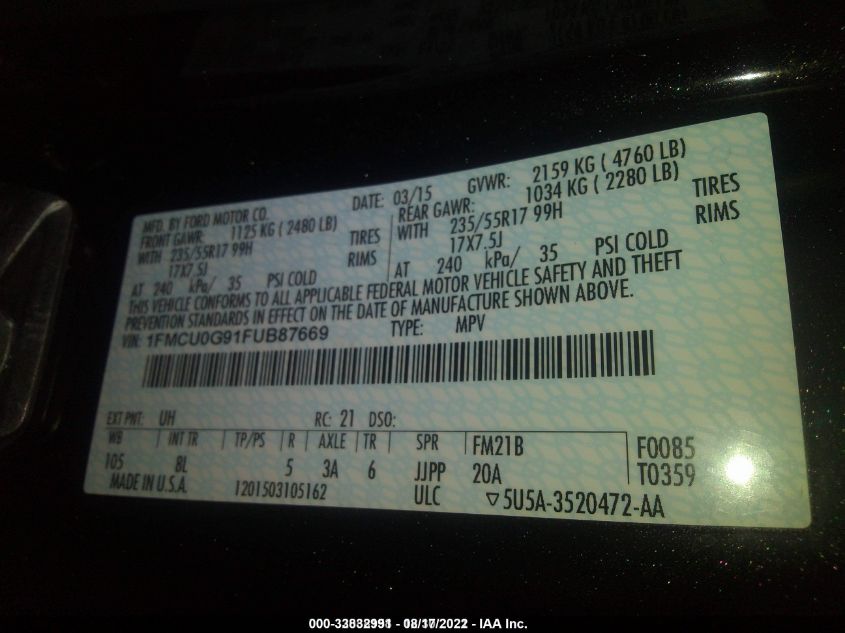 MFD. BY FORD MOTOR CO.
DATE: 03/15
GVWR: 2159 KG ( 4760 LB)
FRONT GAWR: 1125 KG ( 2480 LB)
REAR GAWR: 1034 KG ( 2280 LB)
WITH 235/55R17 99H TIRES
WITH 235/55R17 99H TIRES
17X7.5J RIMS
17X7.5J RIMS
AT 240 kPa/ 35 PSI COLD
AT 240 kPa/ 35 PSI COLD
THIS VEHICLE CONFORMS TO ALL APPLICABLE FEDERAL MOTOR VEHICLE SAFETY AND THEFT
PREVENTION STANDARDS IN EFFECT ON THE DATE OF MANUFACTURE SHOWN ABOVE.
VIN: 1FMCU0G91FUB87669
TYPE: MPV
EXT PNT: UH RC: 21 DSO:
WB INT TR TP/PS R AXLE TR SPR FM21B F0085
105 8L 5 3A 6 JJPP 20A T0359
MADE IN U.S.A. 1201503105162 ULC ▽5U5A-3520472-AA
- IAA Inc.